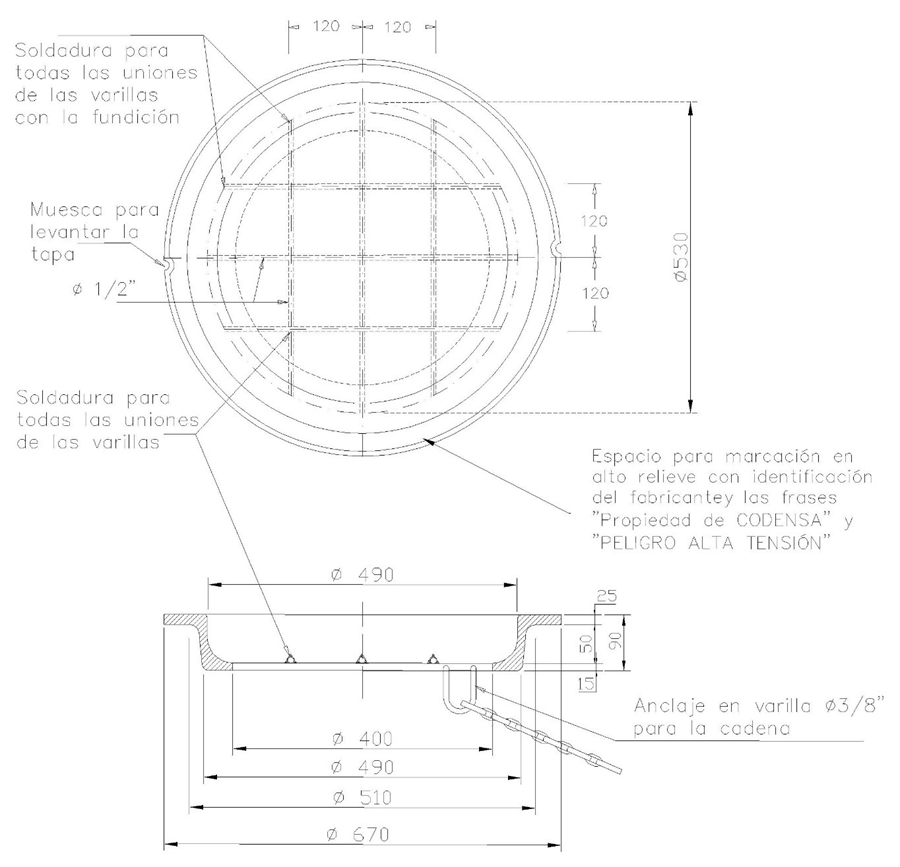 120
120
Soldadura para
todas las uniones
de las varillas
con la fundición
Muesca para
levantar la
tapa
Ø 1/2"
120
120
Ø530
Soldadura para
todas las uniones
de las varillas
Espacio para marcación en
alto relieve con identificación
del fabricantey las frases
"Propiedad de CODENSA" y
"PELIGRO ALTA TENSIÓN"
Ø 490
25
50
90
15
Anclaje en varilla Ø3/8"
para la cadena
Ø 400
Ø 490
Ø 510
Ø 670